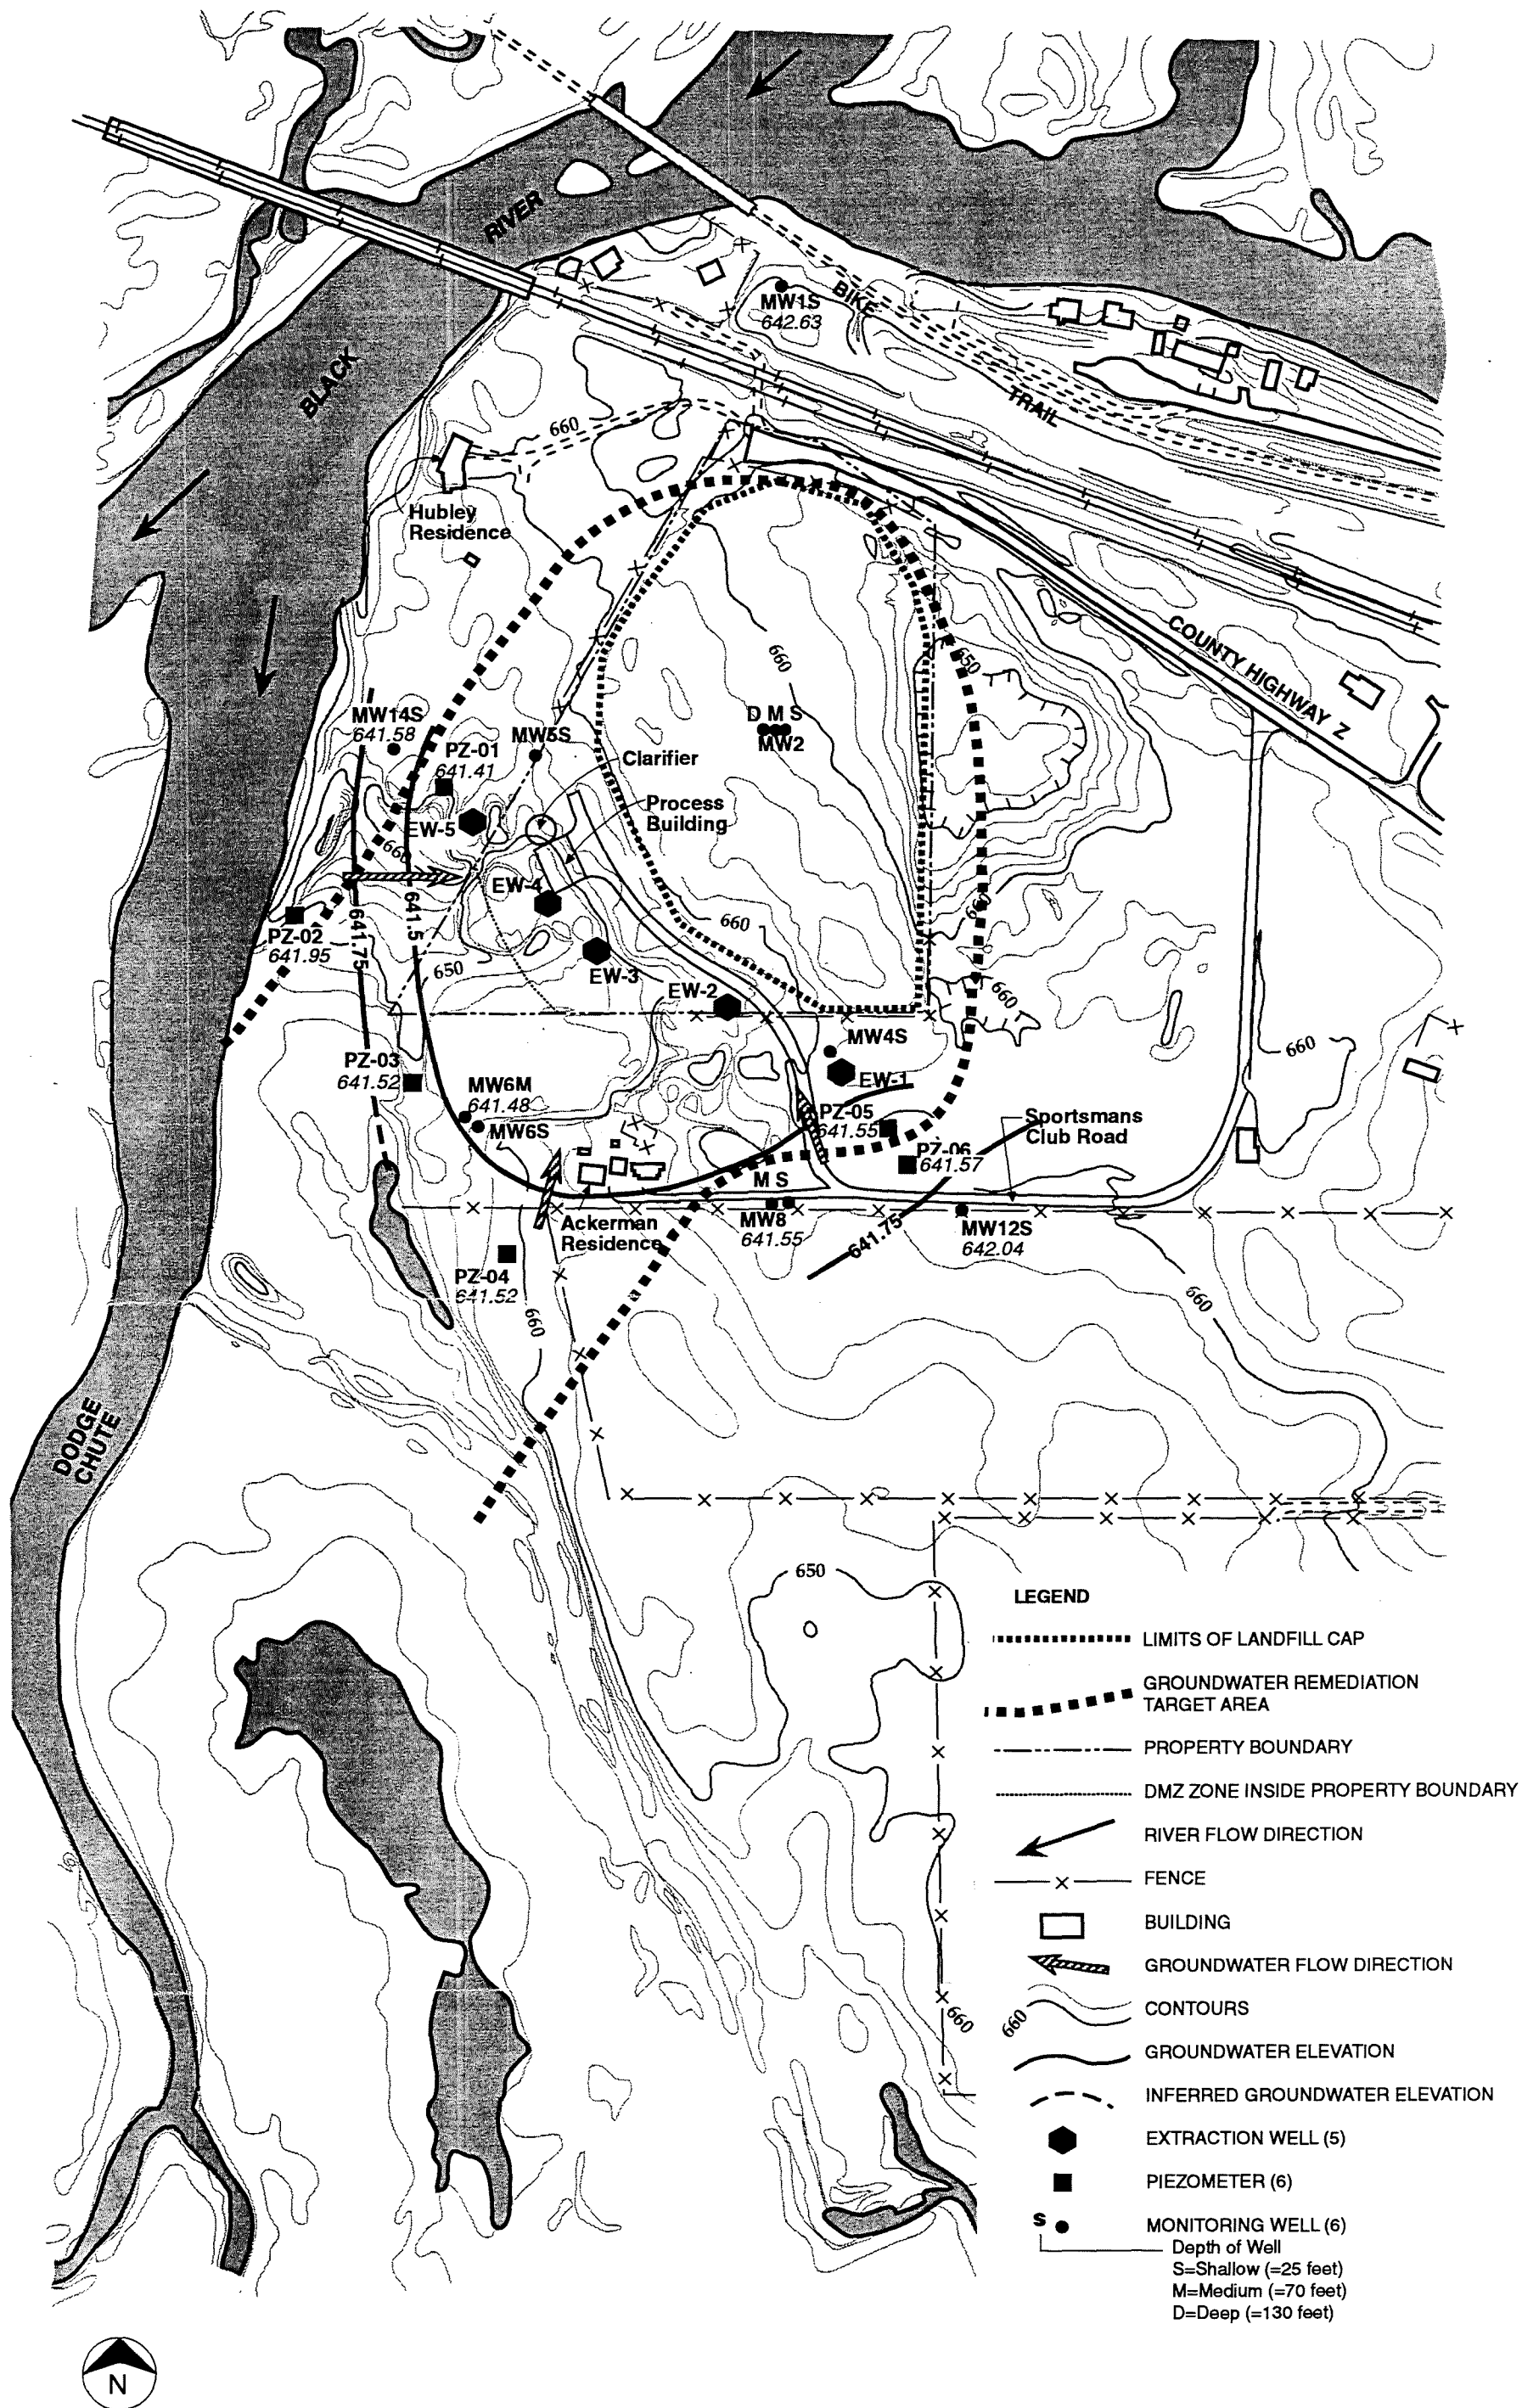 RIVER
BLACK
MW1S
642.63
BIKE
TRAIL
660
Hubley
Residence
COUNTY HIGHWAY Z
650
660
MW14S
641.58
PZ-01
641.41
MW5S
D M S
MW2
Clarifier
Process
Building
EW-5
660
EW-4
660
660
641.75
641.5
PZ-02
641.95
650
EW-3
EW-2
660
MW4S
660
PZ-03
641.52
MW6M
641.48
MW6S
EW-1
PZ-05
641.55
Sportsmans
Club Road
PZ-06
641.57
M S
MW8
641.55
Ackerman
Residence
641.75
MW12S
642.04
PZ-04
641.52
660
660
DODGE
CHUTE
650
LEGEND
LIMITS OF LANDFILL CAP
GROUNDWATER REMEDIATION
TARGET AREA
PROPERTY BOUNDARY
DMZ ZONE INSIDE PROPERTY BOUNDARY
RIVER FLOW DIRECTION
FENCE
BUILDING
GROUNDWATER FLOW DIRECTION
660
660
CONTOURS
GROUNDWATER ELEVATION
INFERRED GROUNDWATER ELEVATION
EXTRACTION WELL (5)
PIEZOMETER (6)
S
MONITORING WELL (6)
Depth of Well
S=Shallow (=25 feet)
M=Medium (=70 feet)
D=Deep (=130 feet)
N